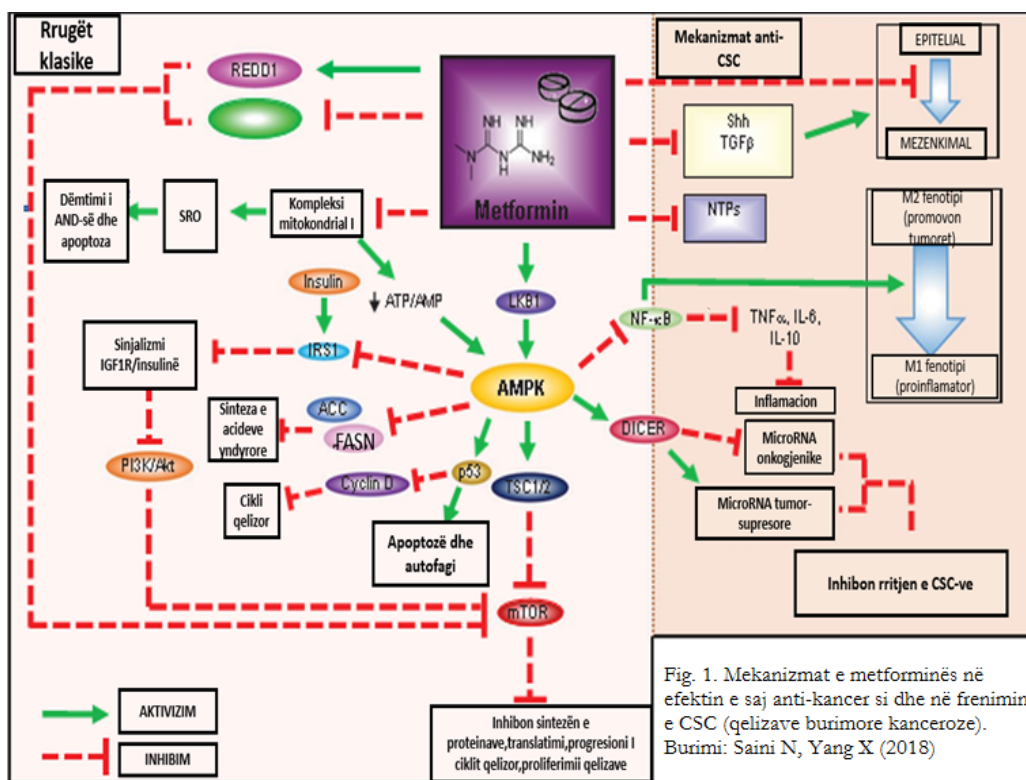 Rrugët
klasike
REDD1
Mekanizmat anti-
CSC
EPITELIAL
MEZENKIMAL
Shh
TGFβ
NH NH
N N NH₂
H
Metformin
NTPs
M2 fenotipi
(promovon
tumoret)
M1 fenotipi
(proinflamator)
Dëmtimi i
AND-së dhe
apoptoza
SRO
Kompleksi
mitokondrial I
Insulin
ATP/AMP
LKB1
NF-κB
TNFα, IL-6,
IL-10
Inflamacion
Sinjalizmi
IGF1R/insulinë
IRS1
AMPK
Sinteza e
acideve
yndyrore
ACC
FASN
DICER
MicroRNA
onkogjenike
MicroRNA tumor-
supresore
PI3K/Akt
Cyclin D
p53
TSC1/2
Cikli
qelizor
Apoptozë dhe
autofagi
Inhibon rritjen e CSC-ve
mTOR
Inhibon sintezën e
proteinave,translatimi,progresioni I
ciklit qelizor,proliferimii qelizave
AKTIVIZIM
INHIBIM
Fig. 1. Mekanizmat e metforminës në
efektin e saj anti-kancer si dhe në frenimin
e CSC (qelizave burimore kanceroze).
Burimi: Saini N, Yang X (2018)